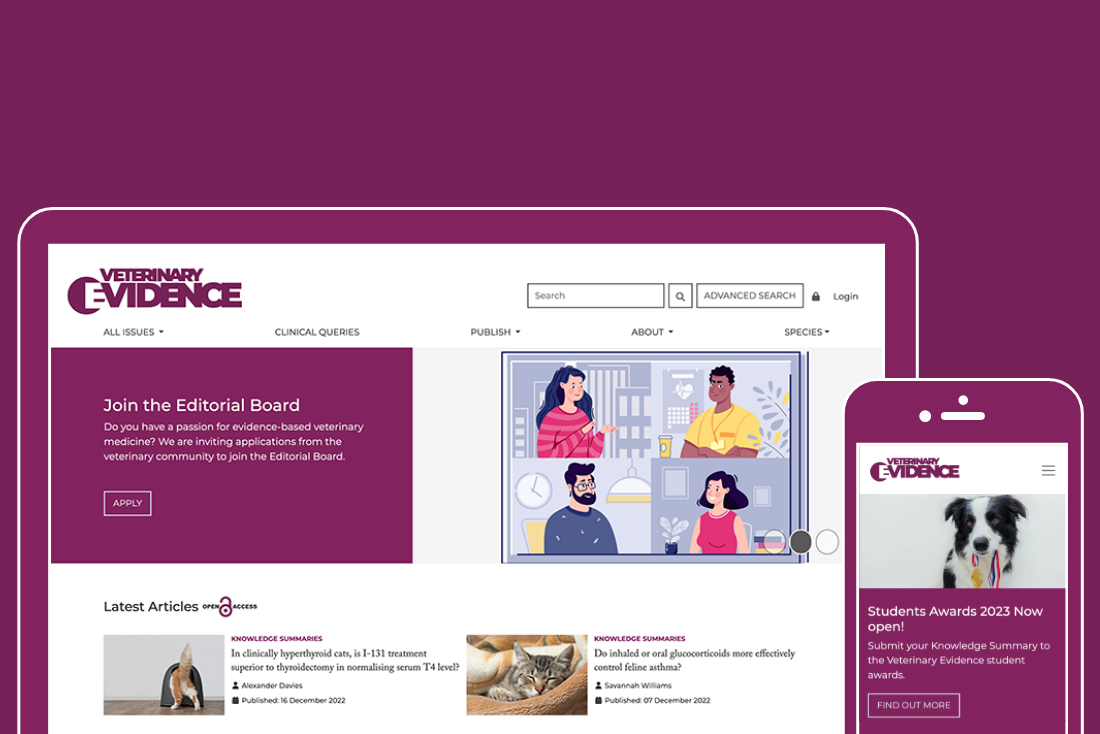 VETERINARY
EVIDENCE
Search
ADVANCED SEARCH
Login
ALL ISSUES
CLINICAL QUERIES
PUBLISH
ABOUT
SPECIES
Join the Editorial Board
Do you have a passion for evidence-based veterinary
medicine? We are inviting applications from the
veterinary community to join the Editorial Board.
APPLY
Latest Articles OPEN ACCESS
KNOWLEDGE SUMMARIES
In clinically hyperthyroid cats, is I-131 treatment
superior to thyroidectomy in normalising serum T4 level?
Alexander Davies
Published: 16 December 2022
KNOWLEDGE SUMMARIES
Do inhaled or oral glucocorticoids more effectively
control feline asthma?
Savannah Williams
Published: 07 December 2022
VETERINARY
EVIDENCE
Students Awards 2023 Now
open!
Submit your Knowledge Summary to
the Veterinary Evidence student
awards.
FIND OUT MORE